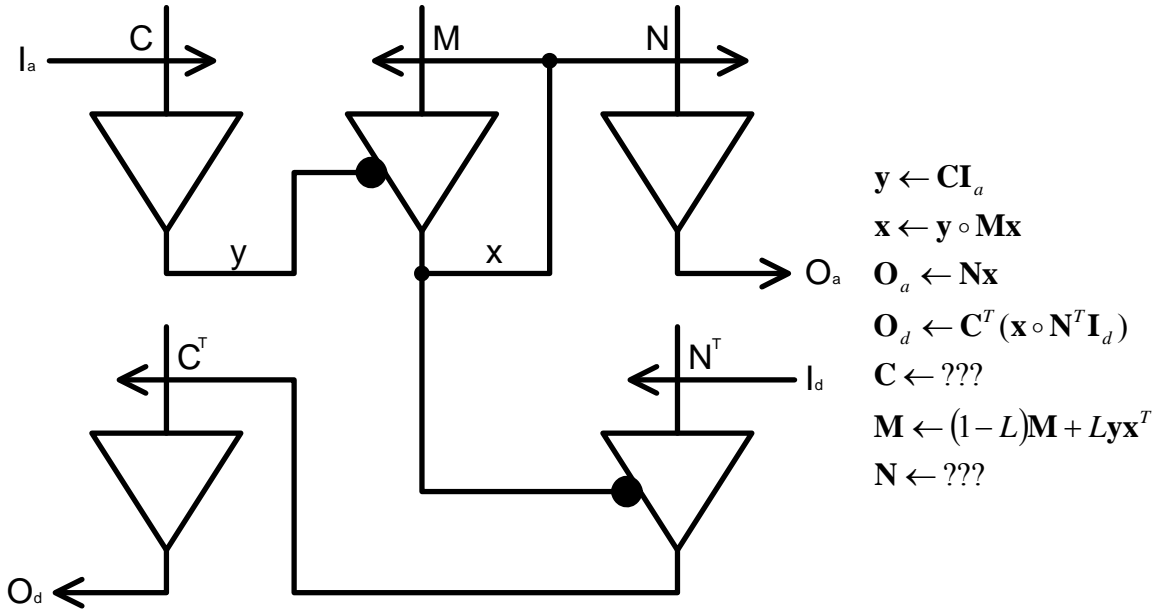 C
M
N
Iₐ
y
x
Oₐ
Cᵀ
Nᵀ
I_d
O_d
y ← CIₐ
x ← y ∘ Mx
Oₐ ← Nx
O_d ← Cᵀ(x ∘ NᵀI_d)
C ← ???
M ← (1 − L)M + Lyxᵀ
N ← ???